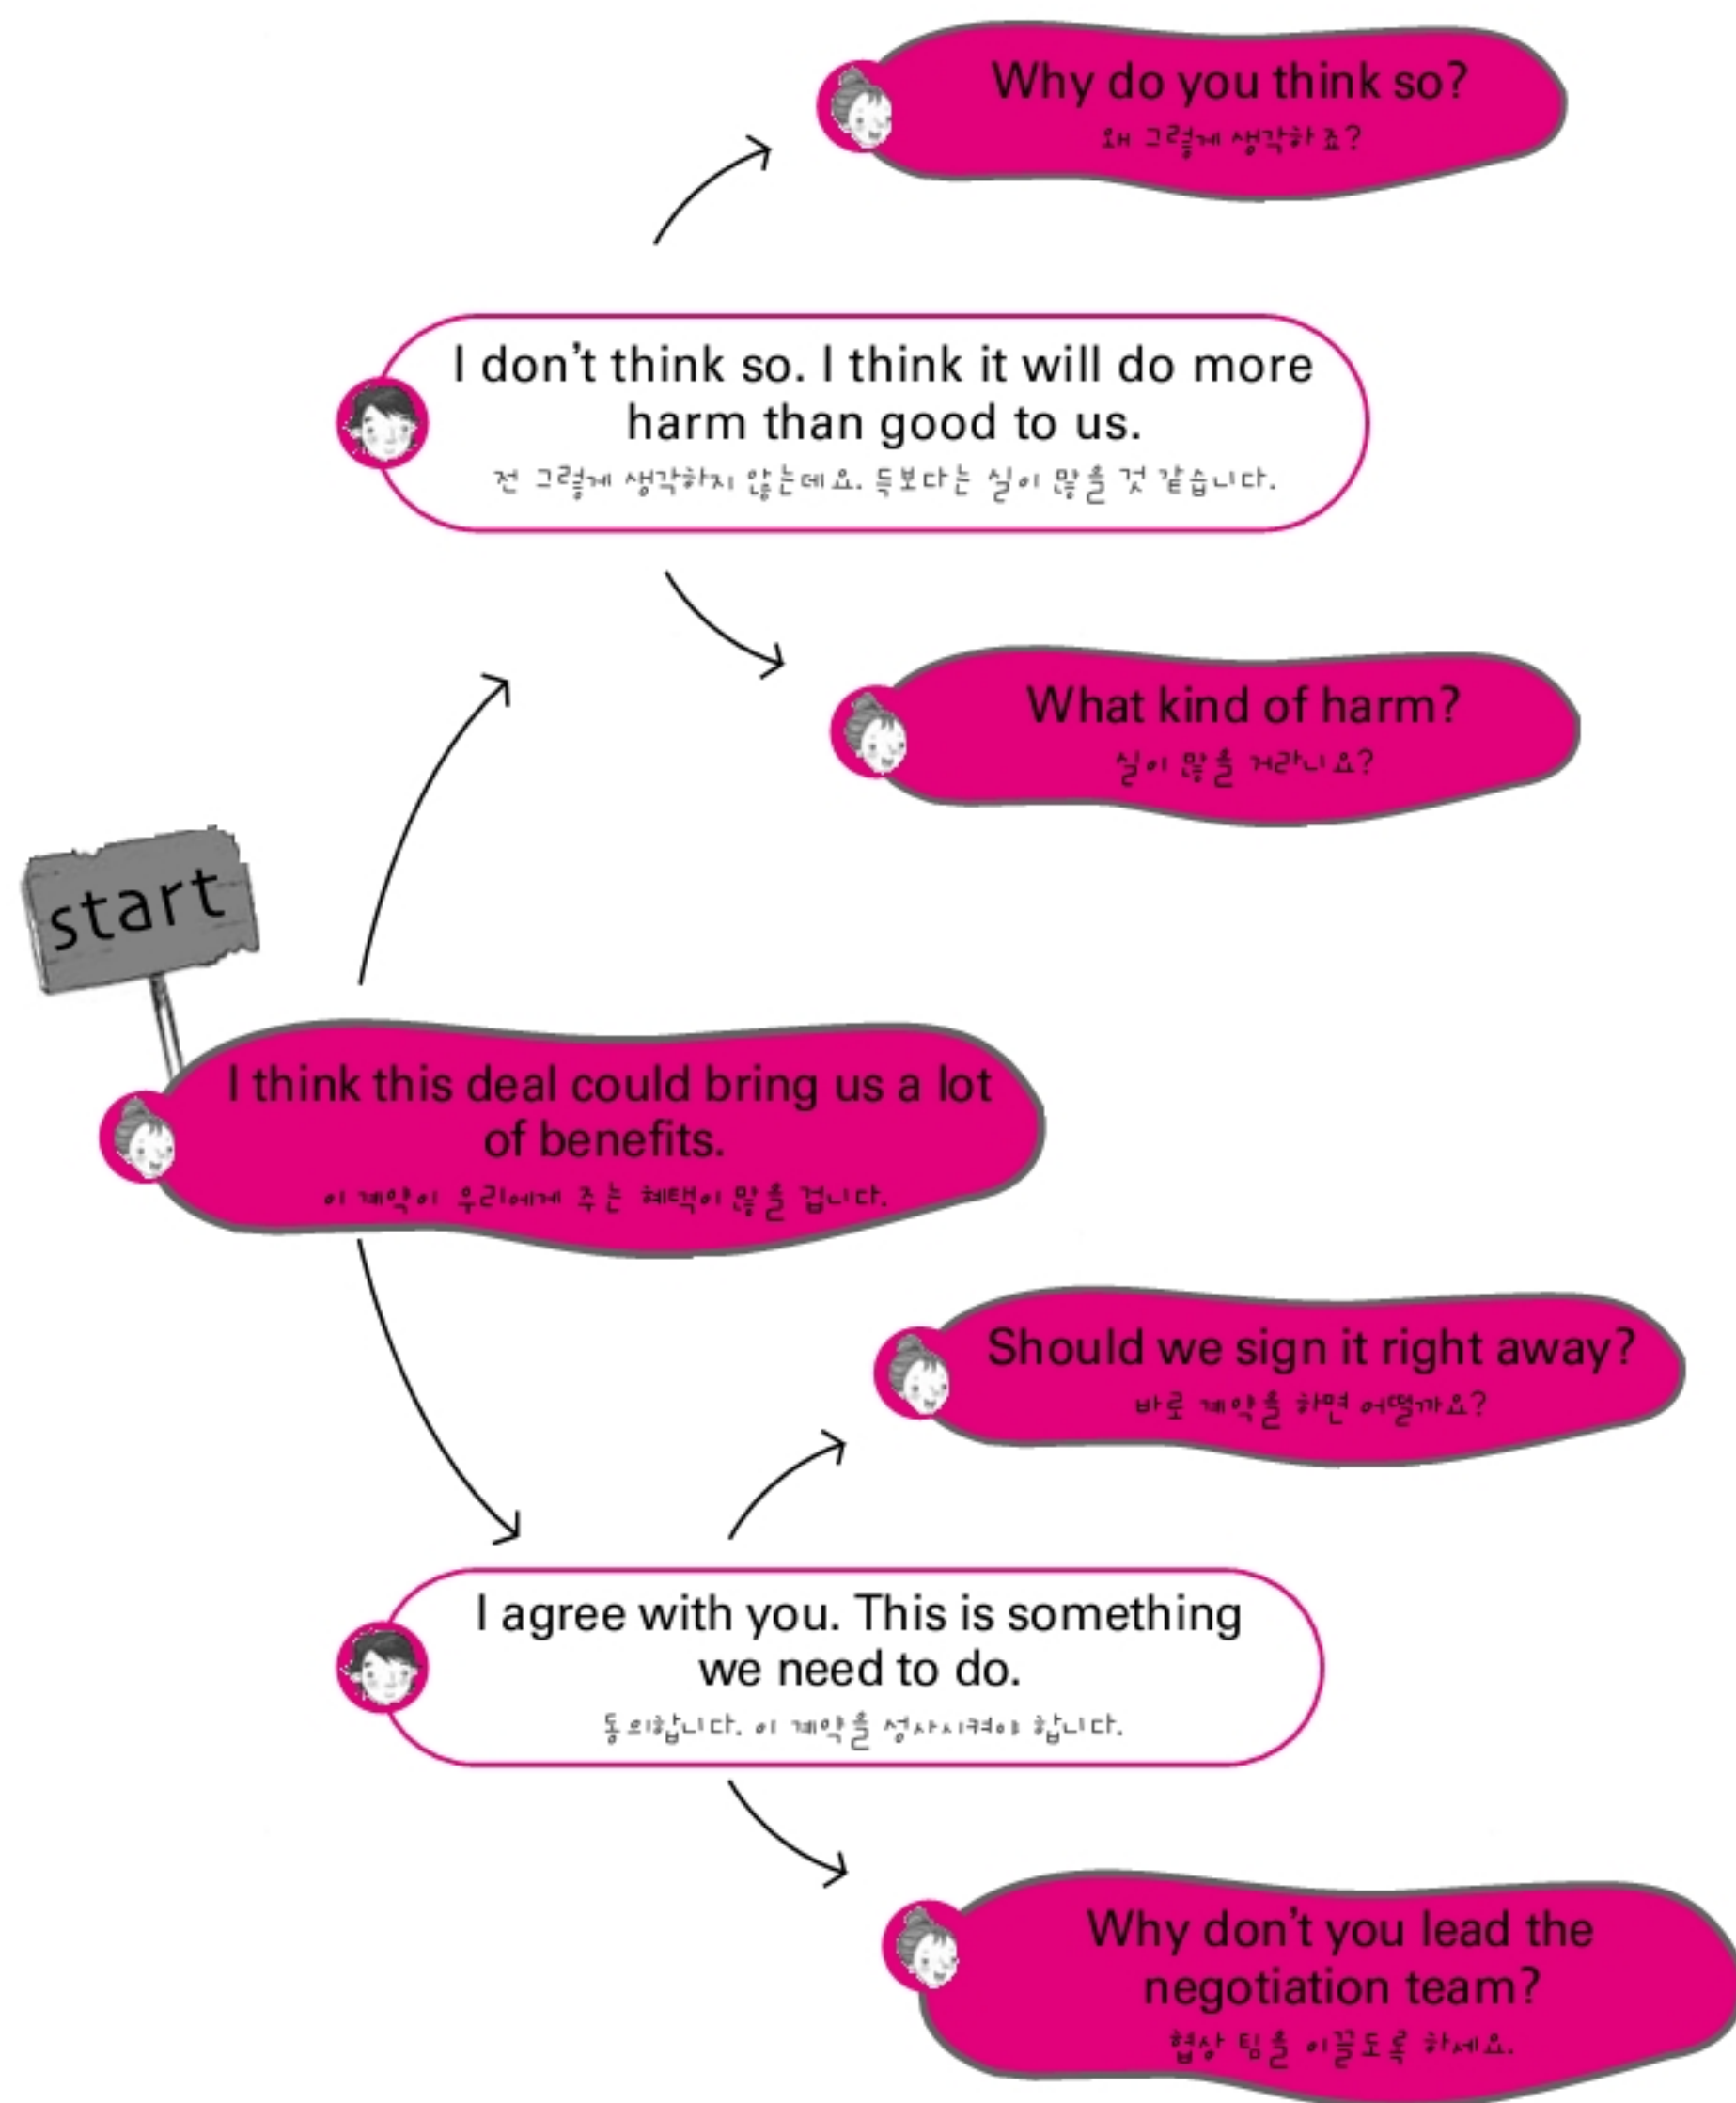 Why do you think so?
왜 그렇게 생각하죠?
I don't think so. I think it will do more
harm than good to us.
전 그렇게 생각하지 않는데요. 득보다는 실이 많을 것 같습니다.
What kind of harm?
실이 많을 거라니요?
start
I think this deal could bring us a lot
of benefits.
이 계약이 우리에게 주는 혜택이 많을 겁니다.
Should we sign it right away?
바로 계약을 하면 어떨까요?
I agree with you. This is something
we need to do.
동의합니다. 이 계약을 성사시켜야 합니다.
Why don't you lead the
negotiation team?
협상 팀을 이끌도록 하세요.